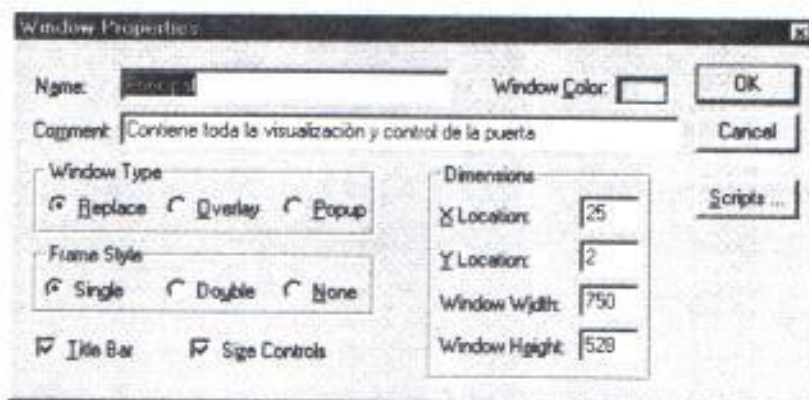 Window Properties
Name: Principal
Window Color:
OK
Comment: Contiene toda la visualización y control de la puerta
Cancel
Window Type
Replace Overlay Popup
Dimensions
X Location: 25
Scripts ...
Frame Style
Y Location: 2
Single Double None
Window Width: 750
Title Bar Size Controls
Window Height: 528